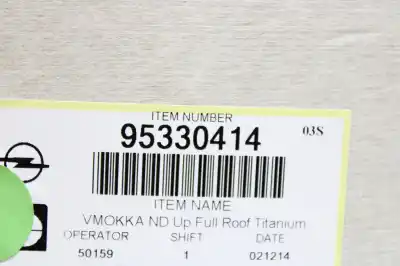 ITEM NUMBER
95330414
03S
ITEM NAME
VMOKKA ND Up Full Roof Titanium
OPERATOR SHIFT DATE
50159 1 021214